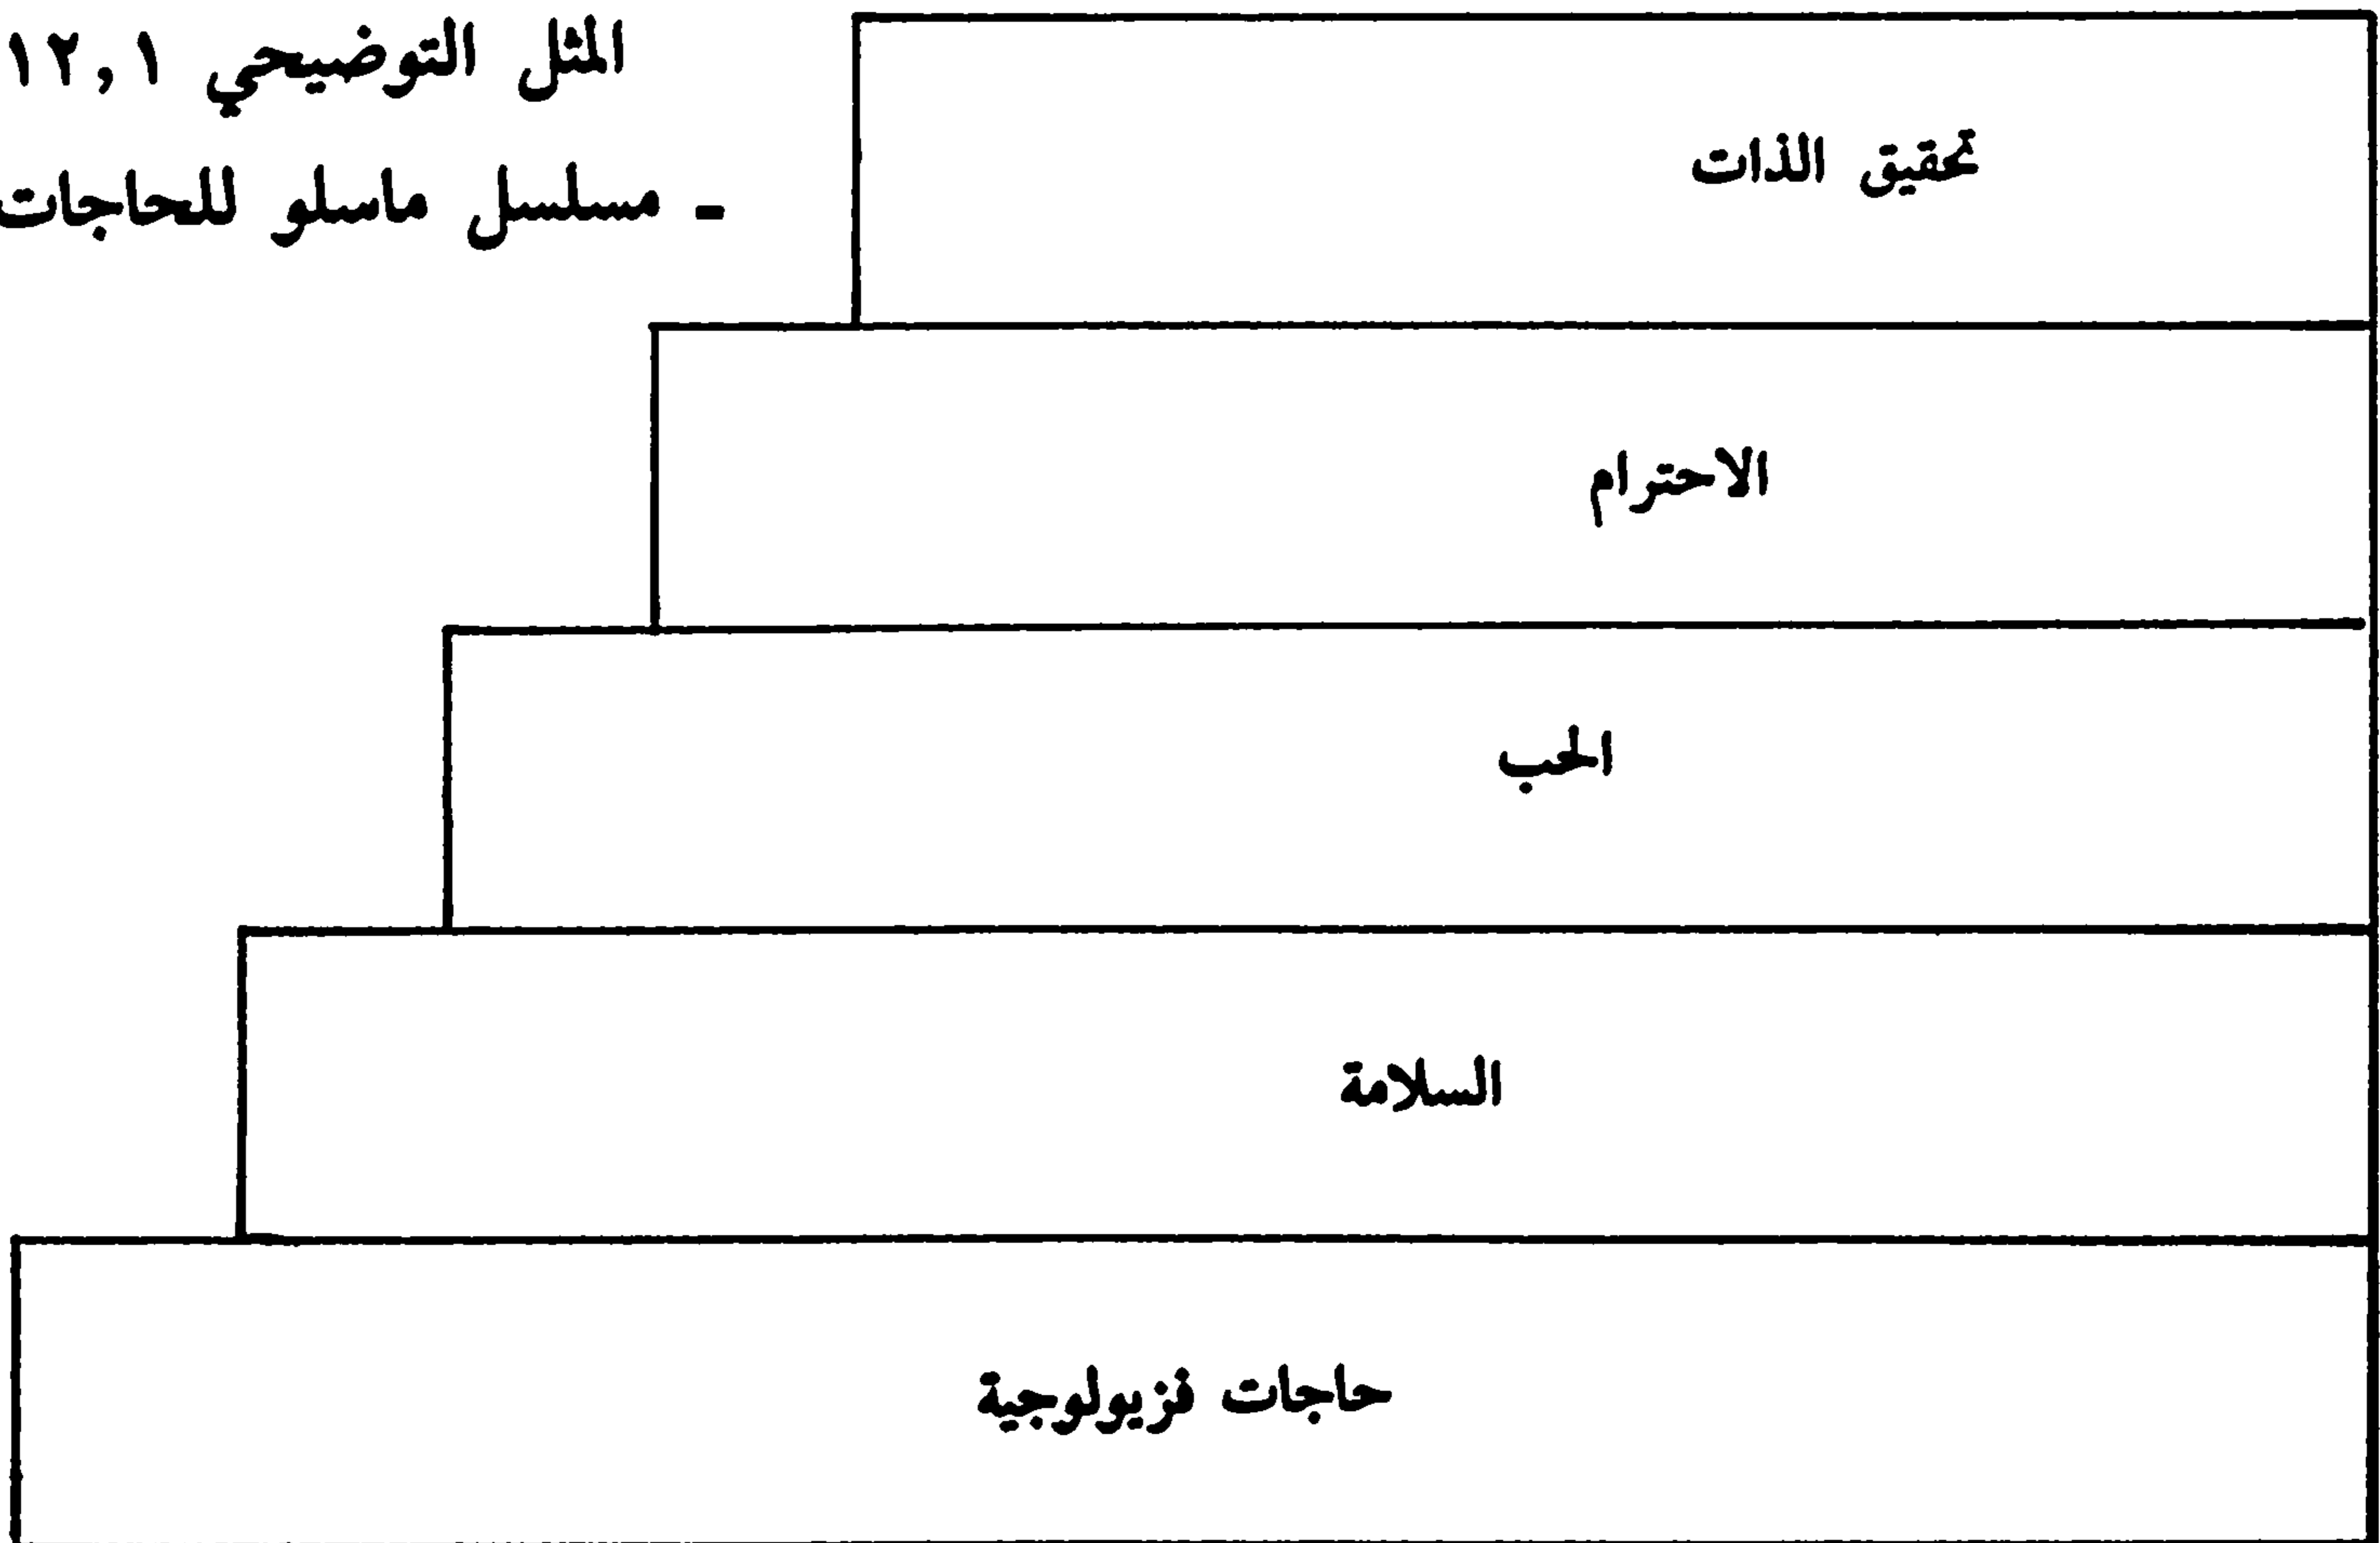 المثل التوضيحي ١٢,١
- مسلسل ماسلو للحاجات
تحقيق الذات
الاحترام
الحب
السلامة
حاجات فزيولوجية